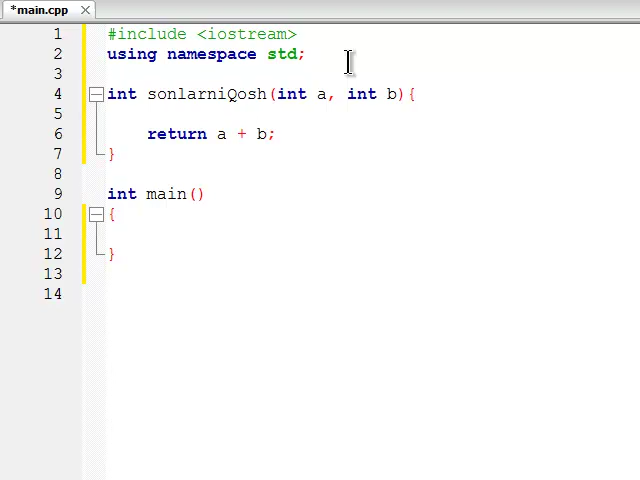 *main.cpp
1 #include <iostream>
2 using namespace std;
3
4 int sonlarniQosh(int a, int b){
5
6 return a + b;
7 }
8
9 int main()
10 {
11
12 }
13
14